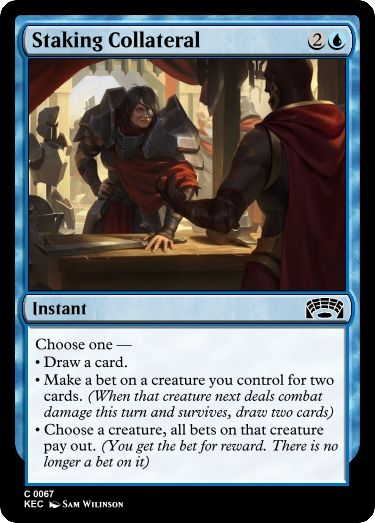 Staking Collateral 2
Instant
Choose one —
• Draw a card.
• Make a bet on a creature you control for two
cards. (When that creature next deals combat
damage this turn and survives, draw two cards)
• Choose a creature, all bets on that creature
pay out. (You get the bet for reward. There is no
longer a bet on it)
C 0067
KEC Sam Wilinson